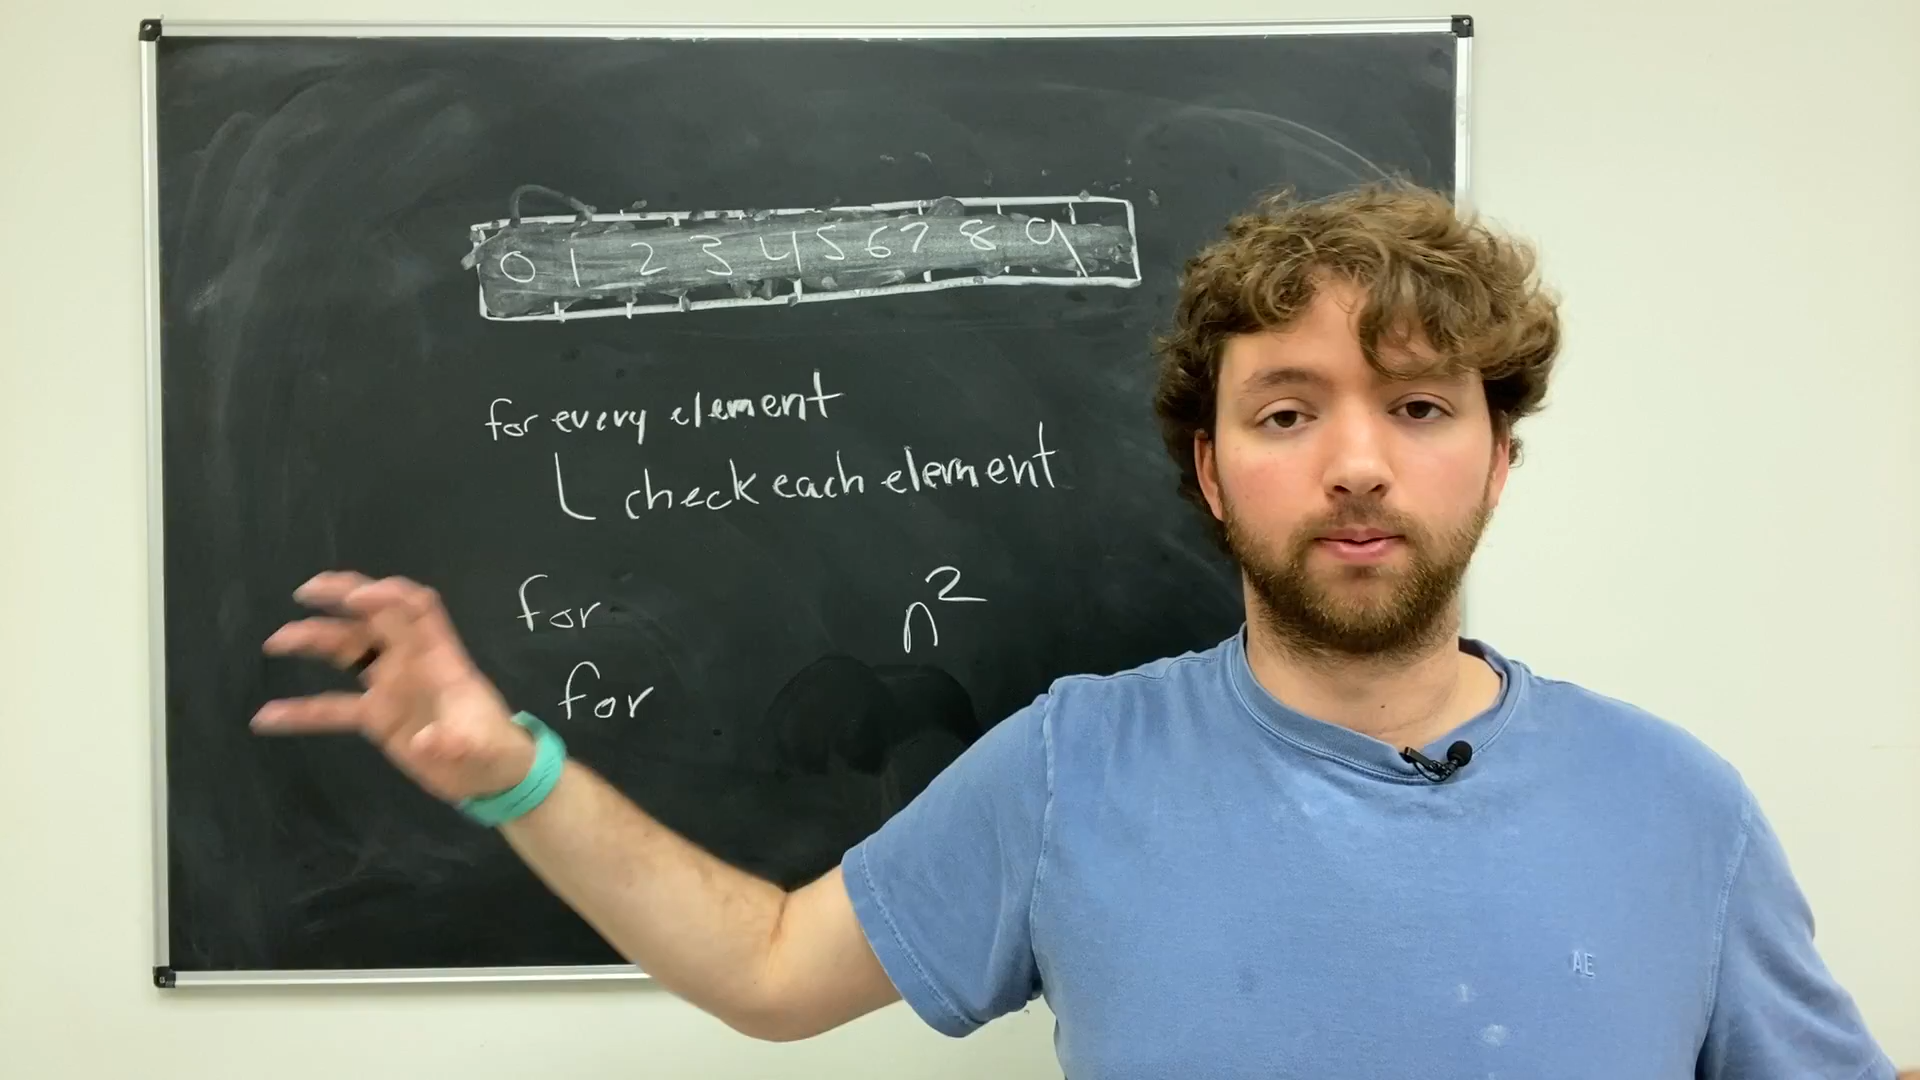 0 1 2 3 4 5 6 7 8 9
for every element
check each element
for n²
for
AE